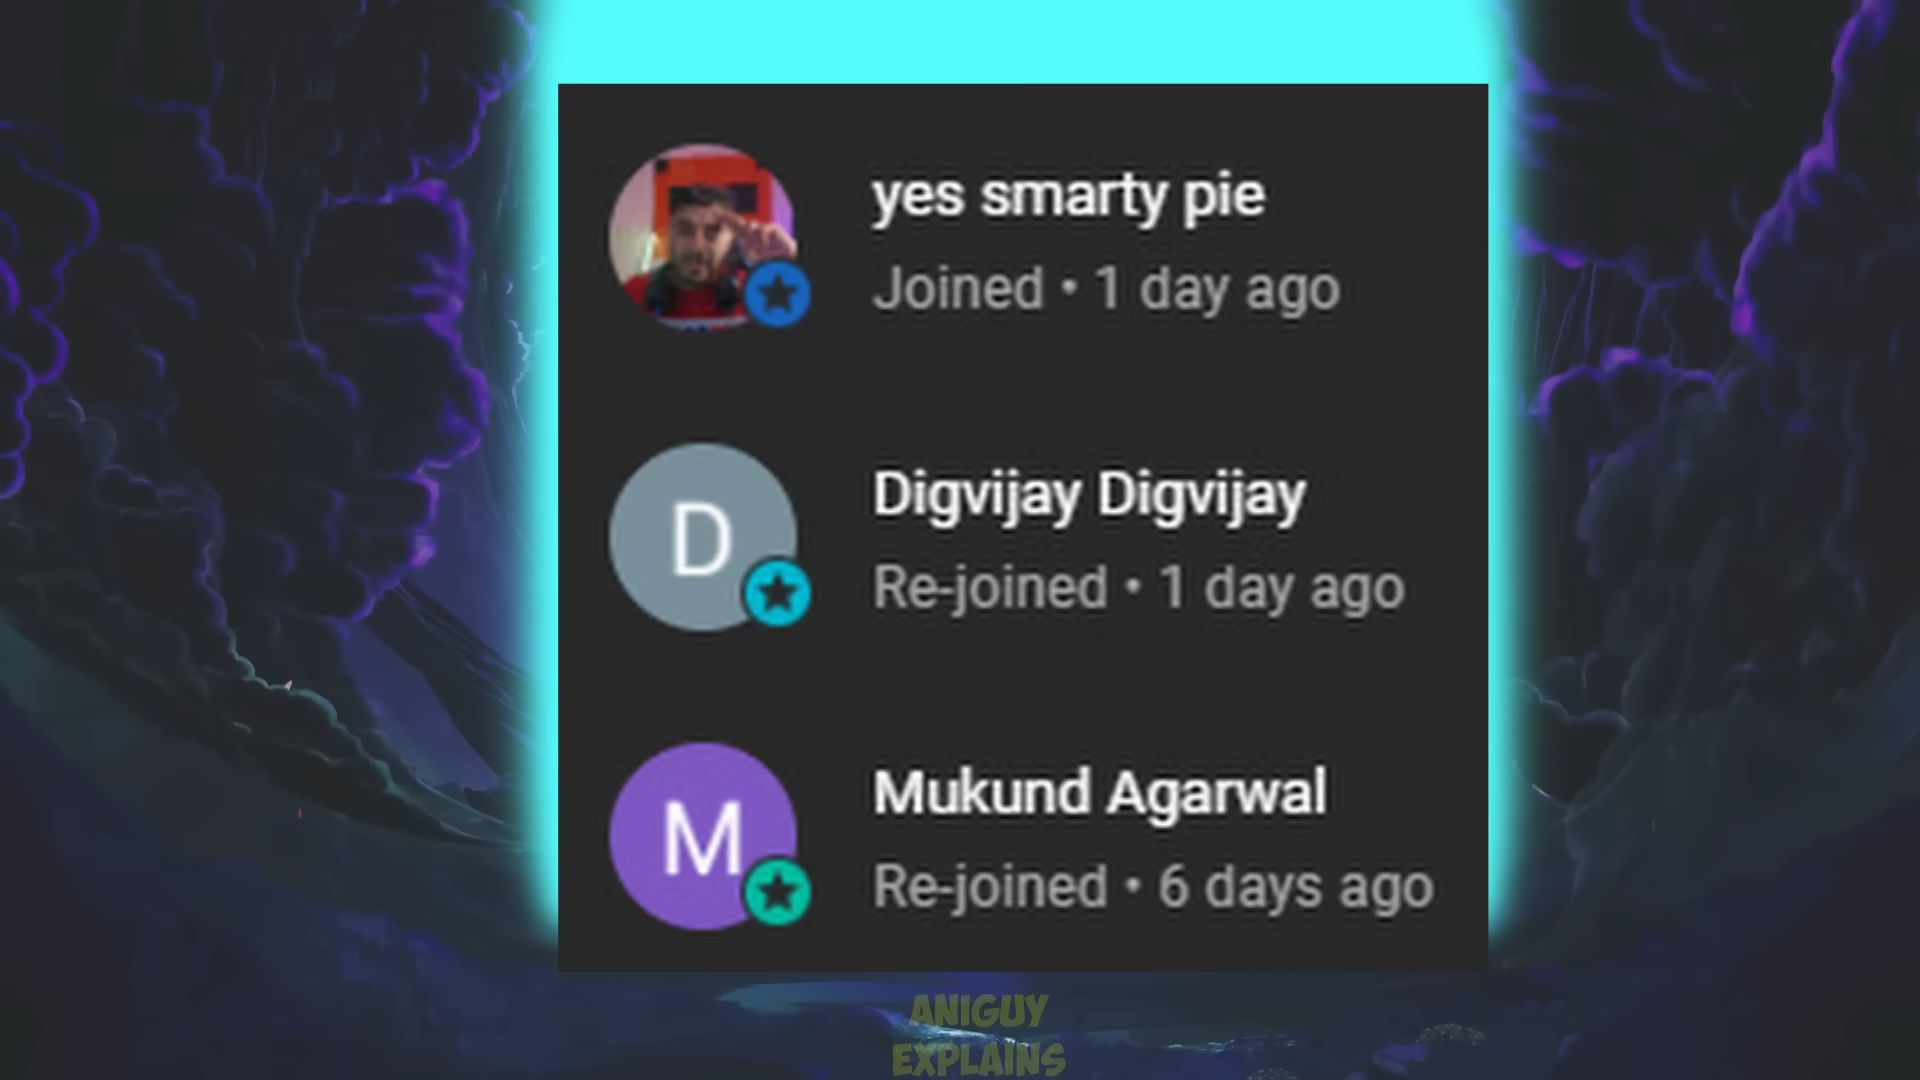 yes smarty pie
Joined • 1 day ago
D
Digvijay Digvijay
Re-joined • 1 day ago
M
Mukund Agarwal
Re-joined • 6 days ago
ANIGUY
EXPLAINS